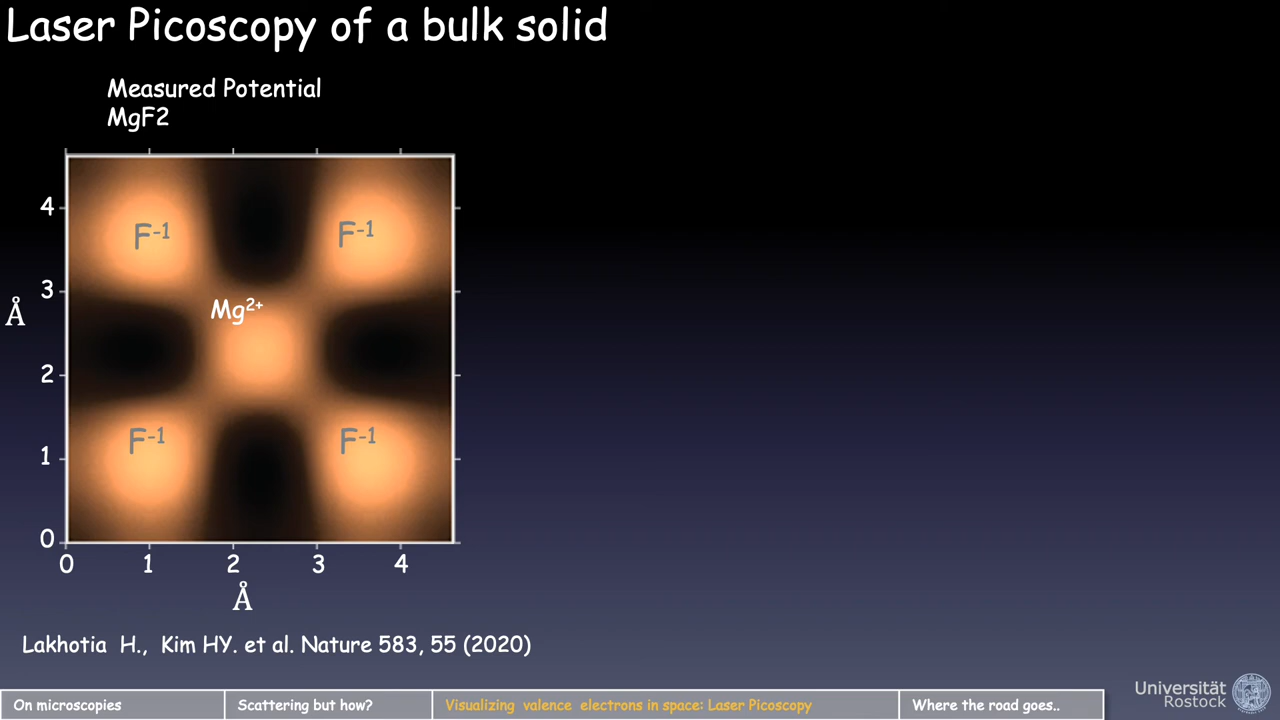 Laser Picoscopy of a bulk solid
Measured Potential
MgF2
4
F⁻¹
F⁻¹
3
Mg²⁺
Å
2
F⁻¹
F⁻¹
1
0
0 1 2 3 4
Å
Lakhotia H., Kim HY. et al. Nature 583, 55 (2020)
On microscopies
Scattering but how?
Visualizing valence electrons in space: Laser Picoscopy
Where the road goes..
Universität
Rostock